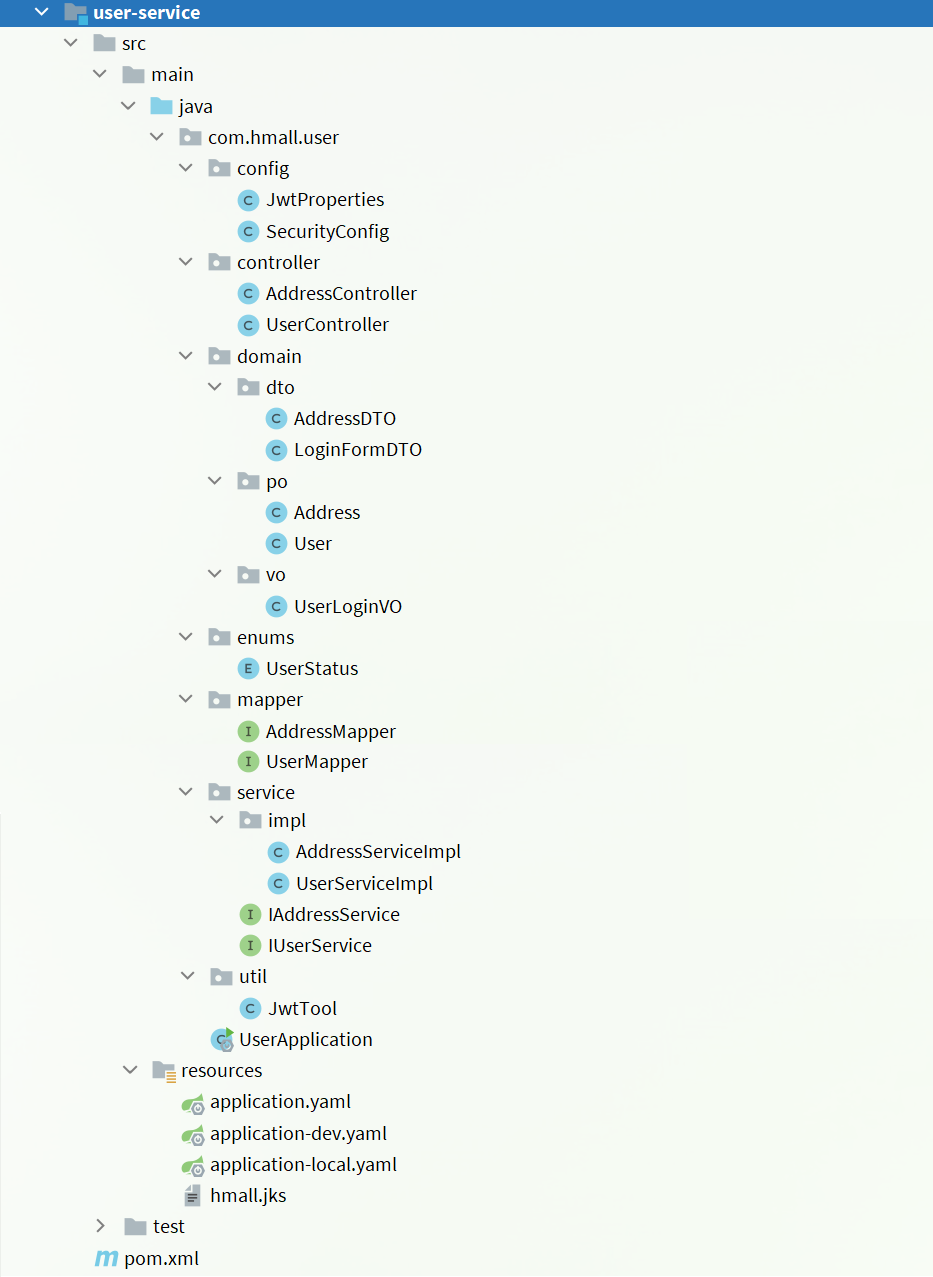 user-service
src
main
java
com.hmall.user
config
JwtProperties
SecurityConfig
controller
AddressController
UserController
domain
dto
AddressDTO
LoginFormDTO
po
Address
User
vo
UserLoginVO
enums
UserStatus
mapper
AddressMapper
UserMapper
service
impl
AddressServiceImpl
UserServiceImpl
IAddressService
IUserService
util
JwtTool
UserApplication
resources
application.yaml
application-dev.yaml
application-local.yaml
hmall.jks
test
pom.xml